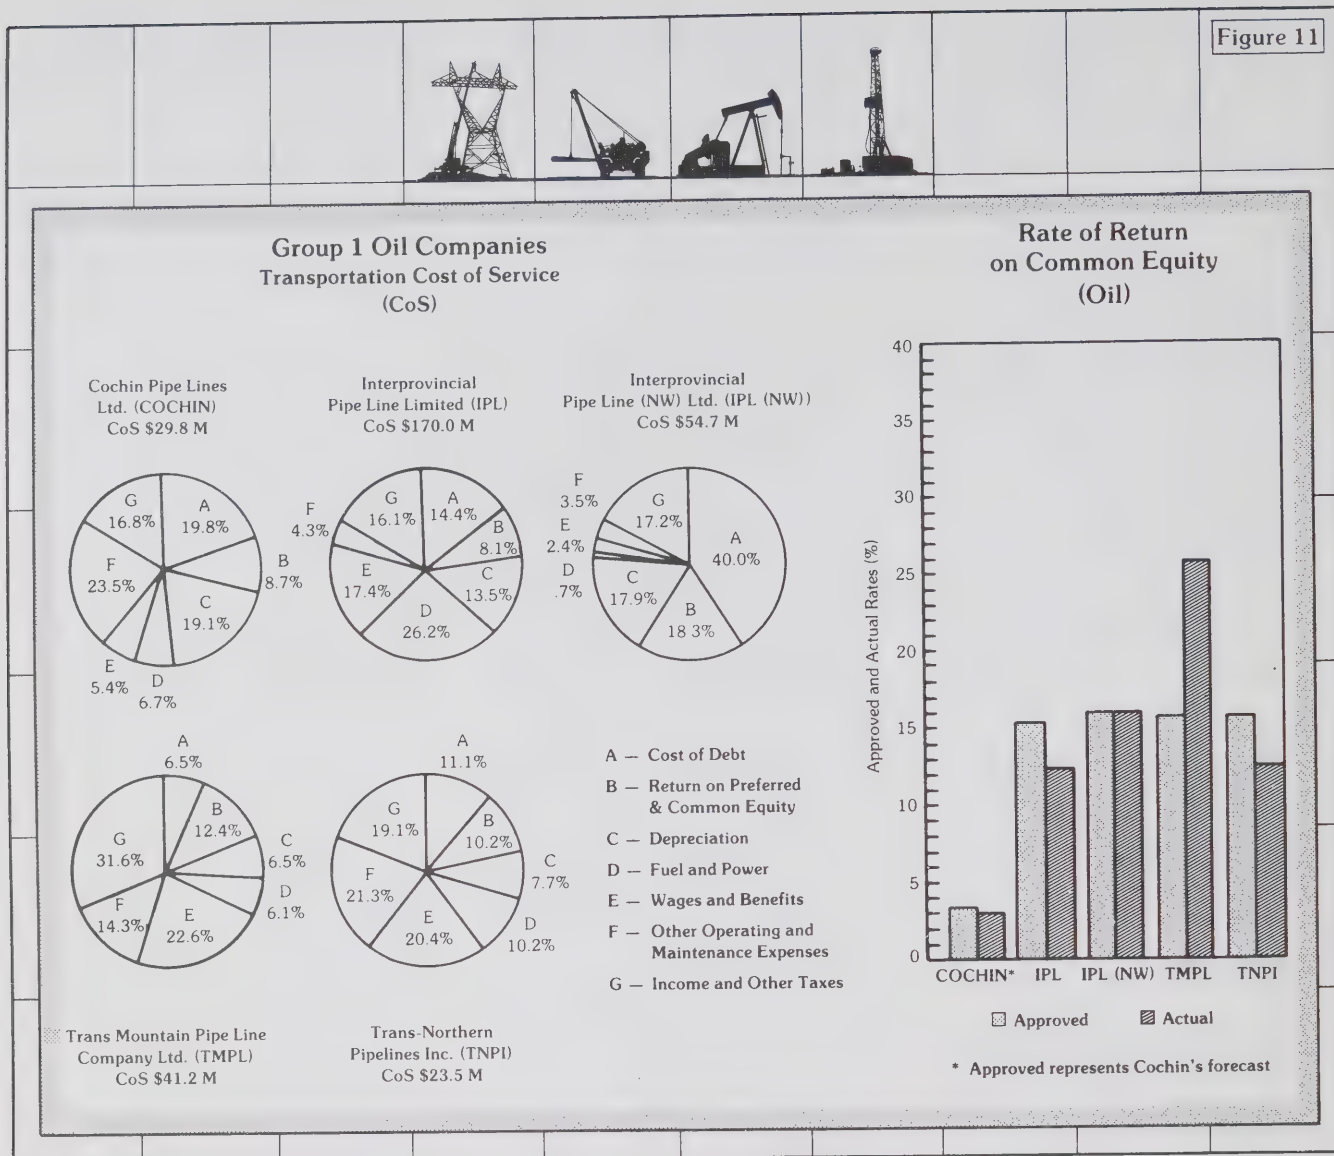 Figure 11
Group 1 Oil Companies
Transportation Cost of Service
(CoS)
Cochin Pipe Lines
Ltd. (COCHIN)
CoS $29.8 M
G
16.8%
A
19.8%
B
8.7%
C
19.1%
D
6.7%
E
5.4%
F
23.5%
Interprovincial
Pipe Line Limited (IPL)
CoS $170.0 M
G
16.1%
A
14.4%
B
8.1%
C
13.5%
D
26.2%
E
17.4%
F
4.3%
Interprovincial
Pipe Line (NW) Ltd. (IPL (NW))
CoS $54.7 M
F
3.5%
G
17.2%
A
40.0%
B
18 3%
C
17.9%
D
.7%
E
2.4%
A
6.5%
B
12.4%
C
6.5%
D
6.1%
E
22.6%
F
14.3%
G
31.6%
Trans Mountain Pipe Line
Company Ltd. (TMPL)
CoS $41.2 M
A
11.1%
B
10.2%
C
7.7%
D
10.2%
E
20.4%
F
21.3%
G
19.1%
Trans-Northern
Pipelines Inc. (TNPI)
CoS $23.5 M
A — Cost of Debt
B — Return on Preferred
& Common Equity
C — Depreciation
D — Fuel and Power
E — Wages and Benefits
F — Other Operating and
Maintenance Expenses
G — Income and Other Taxes
Rate of Return
on Common Equity
(Oil)
Approved and Actual Rates (%)
40
35
30
25
20
15
10
5
0
COCHIN* IPL IPL (NW) TMPL TNPI
Approved Actual
* Approved represents Cochin's forecast